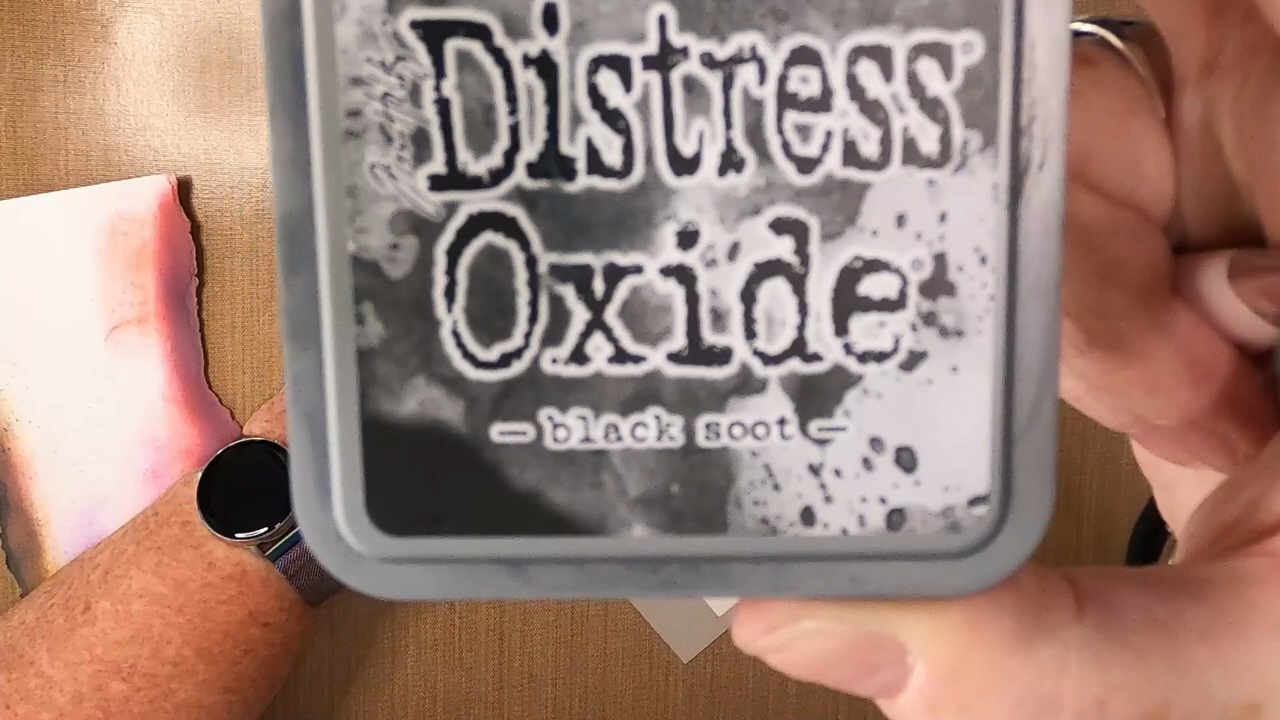 Distress®
Oxide®
— black soot —